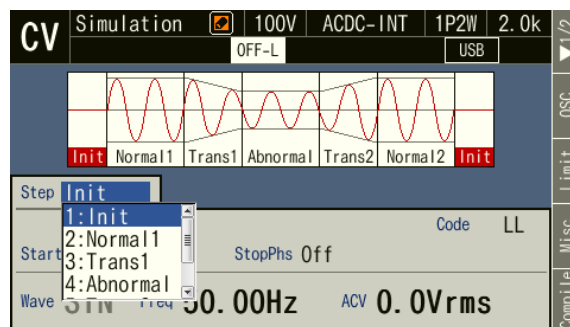 CV Simulation 100V ACDC-INT 1P2W 2.0k
OFF-L USB
▼1/2
OSC
Limit
Misc
Compile
Init Normal1 Trans1 Abnormal Trans2 Normal2 Init
Step Init
1:Init
2:Normal1
3:Trans1
4:Abnormal
Code LL
Start StopPhs Off
Wave SIN Freq 50.00Hz ACV 0.0Vrms